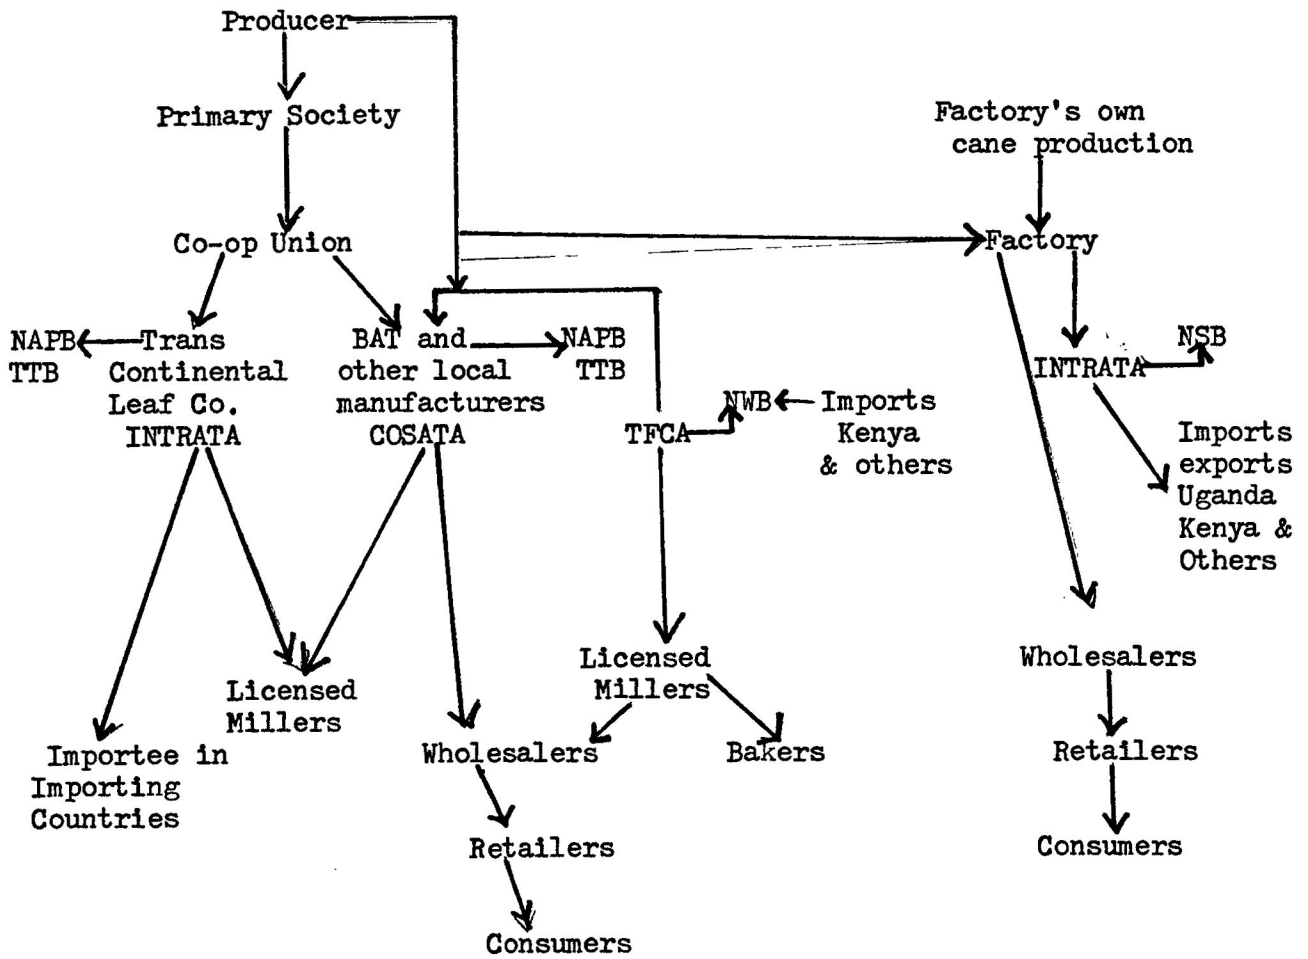 Producer
Primary Society
Factory's own
cane production
Co-op Union
Factory
NAPB
TTB
Trans
Continental
Leaf Co.
INTRATA
BAT and
other local
manufacturers
COSATA
NAPB
TTB
TFCA
NWB
Imports
Kenya
& others
INTRATA
NSB
Imports
exports
Uganda
Kenya &
Others
Licensed
Millers
Licensed
Millers
Wholesalers
Importee in
Importing
Countries
Wholesalers
Bakers
Retailers
Retailers
Consumers
Consumers